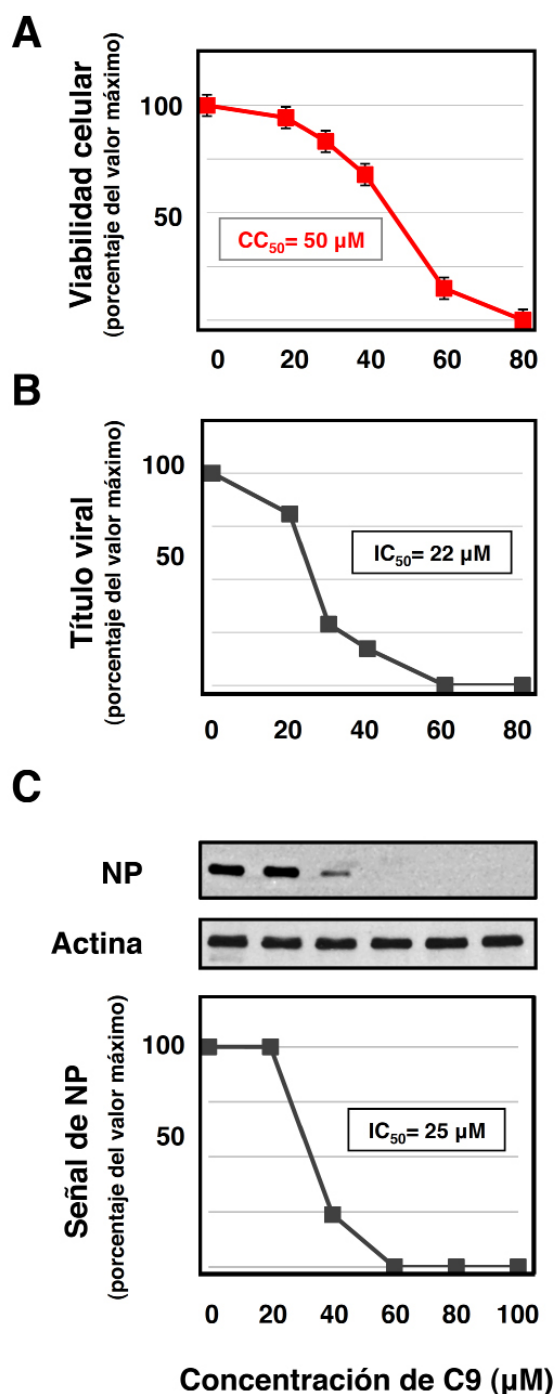 A
Viabilidad celular
(porcentaje del valor máximo)
100
50
CC50= 50 µM
0 20 40 60 80
B
Título viral
(porcentaje del valor máximo)
100
50
IC50= 22 µM
0 20 40 60 80
C
NP
Actina
Señal de NP
(porcentaje del valor máximo)
100
50
IC50= 25 µM
0 20 40 60 80 100
Concentración de C9 (µM)